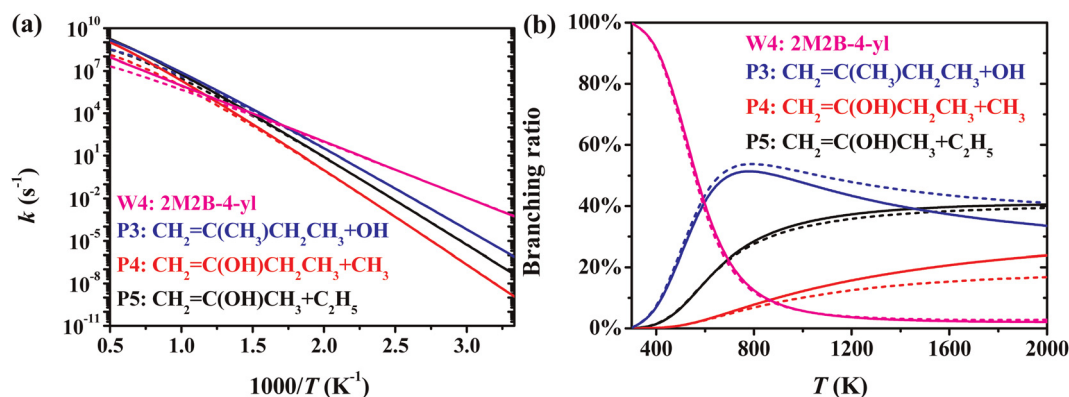 (a)
10^10
10^7
10^4
10^1
10^-2
10^-5
10^-8
10^-11
k (s^-1)
W4: 2M2B-4-yl
P3: CH2=C(CH3)CH2CH3+OH
P4: CH2=C(OH)CH2CH3+CH3
P5: CH2=C(OH)CH3+C2H5
0.5 1.0 1.5 2.0 2.5 3.0
1000/T (K^-1)
(b)
100%
80%
60%
40%
20%
0%
Branching ratio
W4: 2M2B-4-yl
P3: CH2=C(CH3)CH2CH3+OH
P4: CH2=C(OH)CH2CH3+CH3
P5: CH2=C(OH)CH3+C2H5
400 800 1200 1600 2000
T (K)